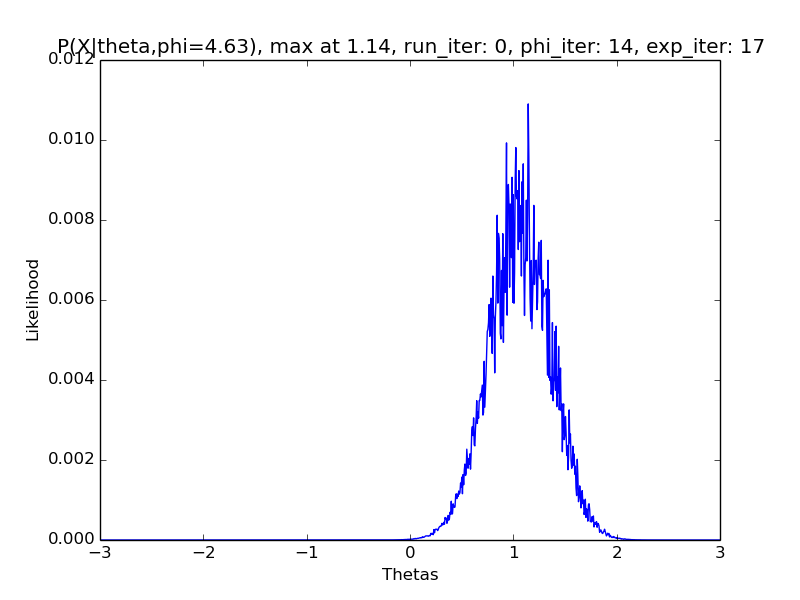 P(X|theta,phi=4.63), max at 1.14, run_iter: 0, phi_iter: 14, exp_iter: 17
0.012
0.010
0.008
0.006
0.004
0.002
0.000
Likelihood
−3 −2 −1 0 1 2 3
Thetas